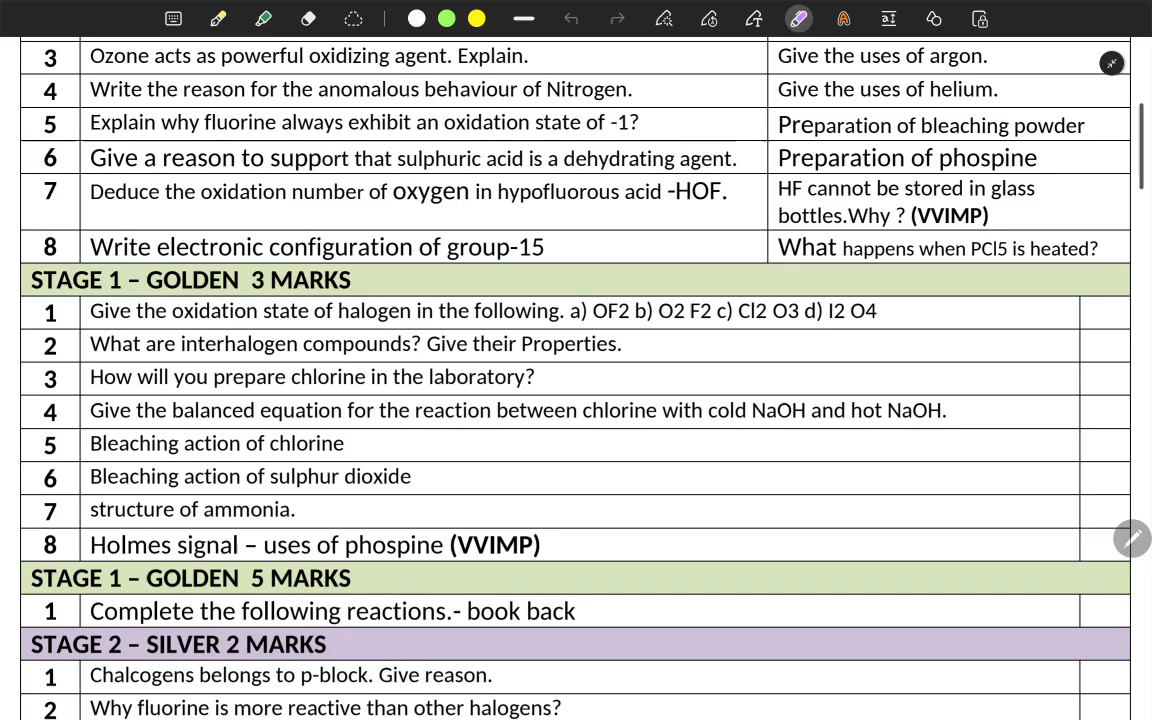 3 Ozone acts as powerful oxidizing agent. Explain. Give the uses of argon.
4 Write the reason for the anomalous behaviour of Nitrogen. Give the uses of helium.
5 Explain why fluorine always exhibit an oxidation state of -1? Preparation of bleaching powder
6 Give a reason to support that sulphuric acid is a dehydrating agent. Preparation of phospine
7 Deduce the oxidation number of oxygen in hypofluorous acid -HOF. HF cannot be stored in glass
bottles.Why ? (VVIMP)
8 Write electronic configuration of group-15 What happens when PCl5 is heated?
STAGE 1 – GOLDEN 3 MARKS
1 Give the oxidation state of halogen in the following. a) OF2 b) O2 F2 c) Cl2 O3 d) I2 O4
2 What are interhalogen compounds? Give their Properties.
3 How will you prepare chlorine in the laboratory?
4 Give the balanced equation for the reaction between chlorine with cold NaOH and hot NaOH.
5 Bleaching action of chlorine
6 Bleaching action of sulphur dioxide
7 structure of ammonia.
8 Holmes signal – uses of phospine (VVIMP)
STAGE 1 – GOLDEN 5 MARKS
1 Complete the following reactions.- book back
STAGE 2 – SILVER 2 MARKS
1 Chalcogens belongs to p-block. Give reason.
2 Why fluorine is more reactive than other halogens?